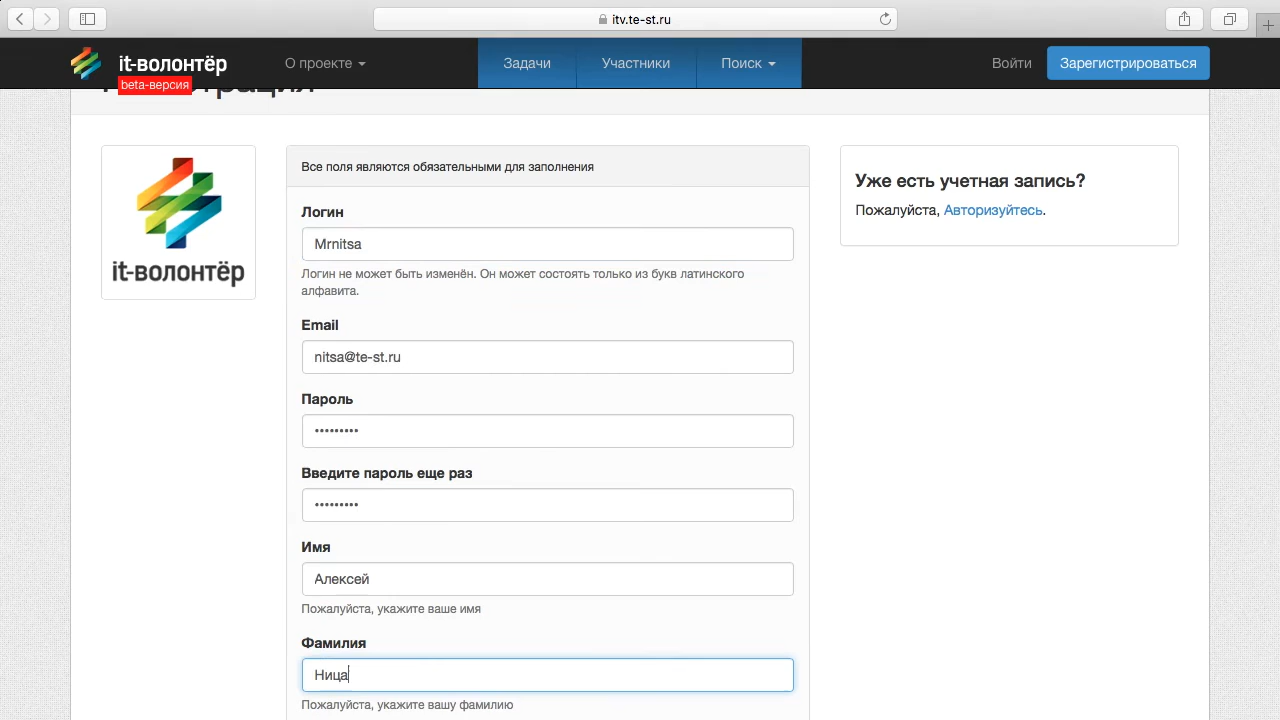 itv.te-st.ru
it-волонтёр
beta-версия
О проекте
Задачи
Участники
Поиск
Войти
Зарегистрироваться
it-волонтёр
Все поля являются обязательными для заполнения
Логин
Mrnitsa
Логин не может быть изменён. Он может состоять только из букв латинского
алфавита.
Email
nitsa@te-st.ru
Пароль
•••••••••
Введите пароль еще раз
•••••••••
Имя
Алексей
Пожалуйста, укажите ваше имя
Фамилия
Ница
Пожалуйста, укажите вашу фамилию
Уже есть учетная запись?
Пожалуйста, Авторизуйтесь.